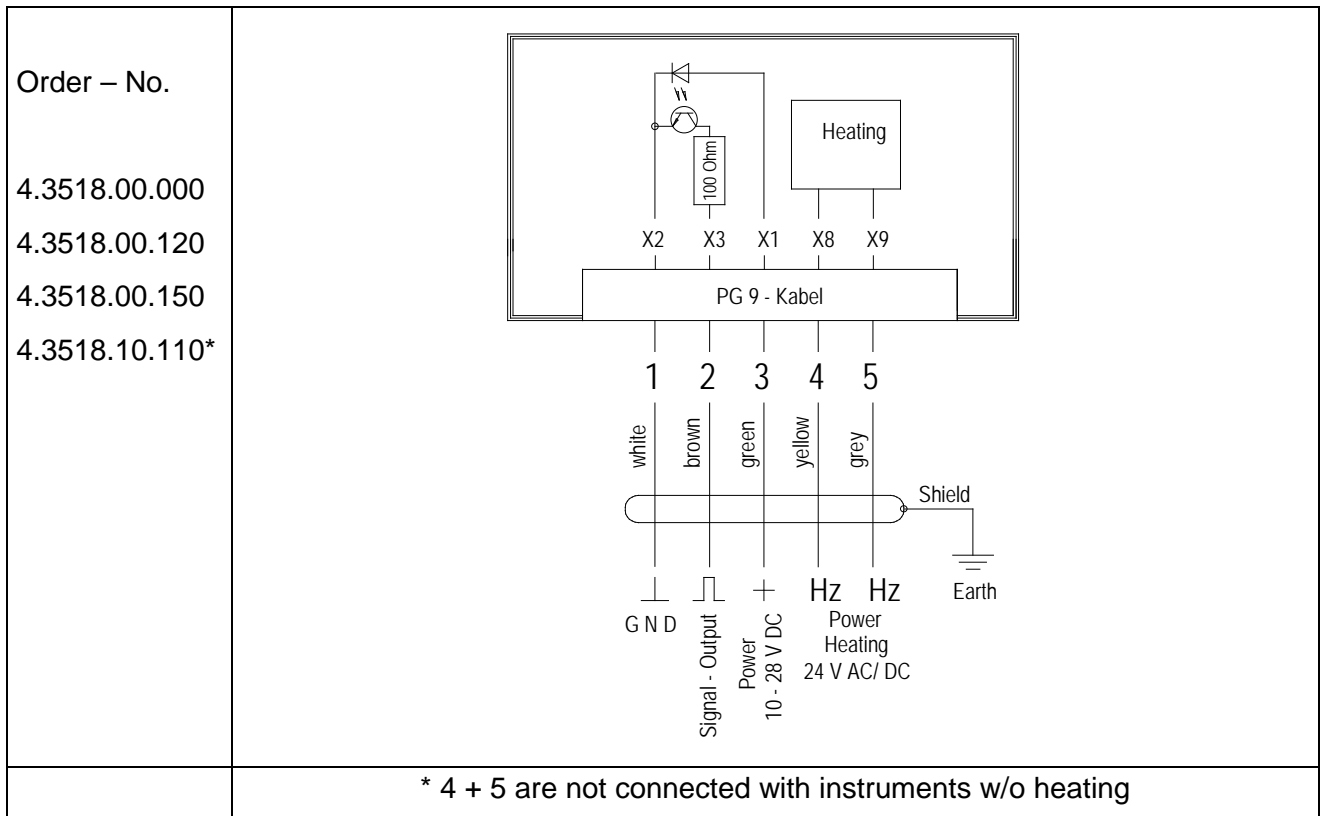 Order – No.
4.3518.00.000
4.3518.00.120
4.3518.00.150
4.3518.10.110*
Heating
100 Ohm
X2 X3 X1 X8 X9
PG 9 - Kabel
1 2 3 4 5
white brown green yellow grey
Shield
Earth
Hz Hz
G N D
Signal - Output
Power
10 - 28 V DC
Power
Heating
24 V AC/ DC
* 4 + 5 are not connected with instruments w/o heating